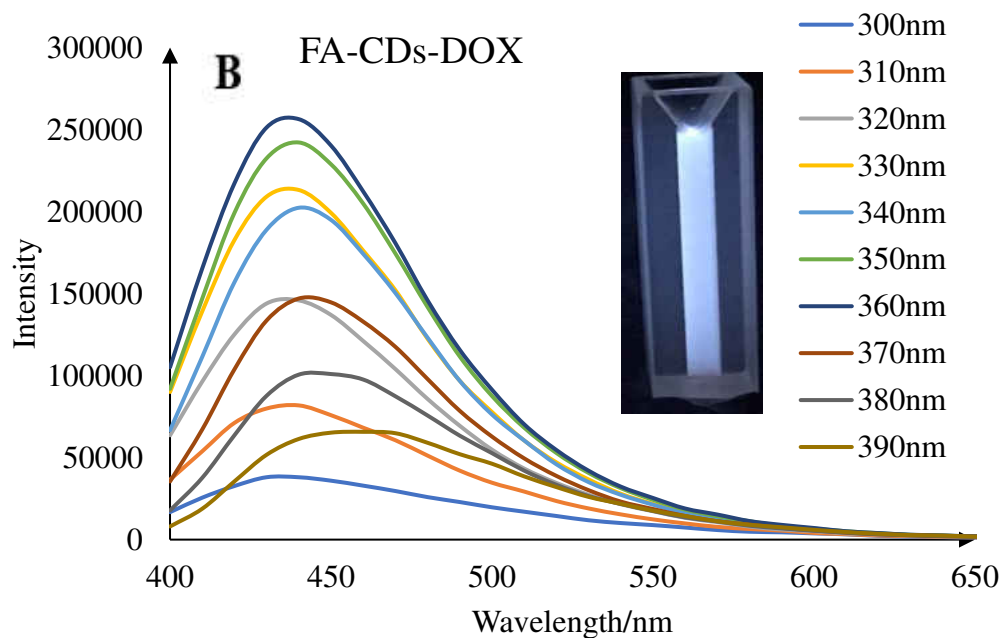 B
FA-CDs-DOX
300000
250000
200000
150000
100000
50000
0
Intensity
400
450
500
550
600
650
Wavelength/nm
300nm
310nm
320nm
330nm
340nm
350nm
360nm
370nm
380nm
390nm